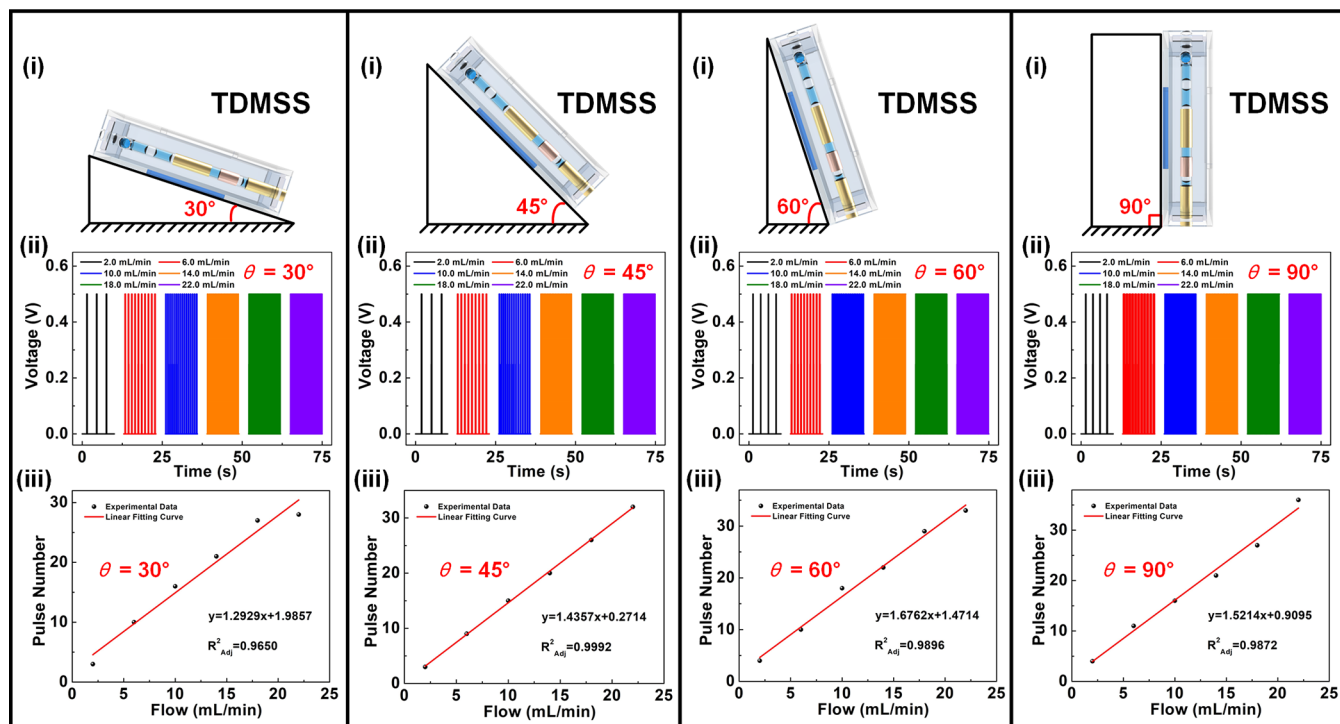 (i)
TDMSS
30°
(ii)
2.0 mL/min 6.0 mL/min
10.0 mL/min 14.0 mL/min
18.0 mL/min 22.0 mL/min
θ = 30°
0.6
0.4
0.2
0.0
Voltage (V)
0 25 50 75
Time (s)
(iii)
Experimental Data
Linear Fitting Curve
θ = 30°
y=1.2929x+1.9857
R²Adj=0.9650
30
20
10
0
Pulse Number
0 5 10 15 20 25
Flow (mL/min)
(i)
TDMSS
45°
(ii)
2.0 mL/min 6.0 mL/min
10.0 mL/min 14.0 mL/min
18.0 mL/min 22.0 mL/min
θ = 45°
0.6
0.4
0.2
0.0
Voltage (V)
0 25 50 75
Time (s)
(iii)
Experimental Data
Linear Fitting Curve
θ = 45°
y=1.4357x+0.2714
R²Adj=0.9992
30
20
10
0
Pulse Number
0 5 10 15 20 25
Flow (mL/min)
(i)
TDMSS
60°
(ii)
2.0 mL/min 6.0 mL/min
10.0 mL/min 14.0 mL/min
18.0 mL/min 22.0 mL/min
θ = 60°
0.6
0.4
0.2
0.0
Voltage (V)
0 25 50 75
Time (s)
(iii)
Experimental Data
Linear Fitting Curve
θ = 60°
y=1.6762x+1.4714
R²Adj=0.9896
30
20
10
0
Pulse Number
0 5 10 15 20 25
Flow (mL/min)
(i)
TDMSS
90°
(ii)
2.0 mL/min 6.0 mL/min
10.0 mL/min 14.0 mL/min
18.0 mL/min 22.0 mL/min
θ = 90°
0.6
0.4
0.2
0.0
Voltage (V)
0 25 50 75
Time (s)
(iii)
Experimental Data
Linear Fitting Curve
θ = 90°
y=1.5214x+0.9095
R²Adj=0.9872
30
20
10
0
Pulse Number
0 5 10 15 20 25
Flow (mL/min)